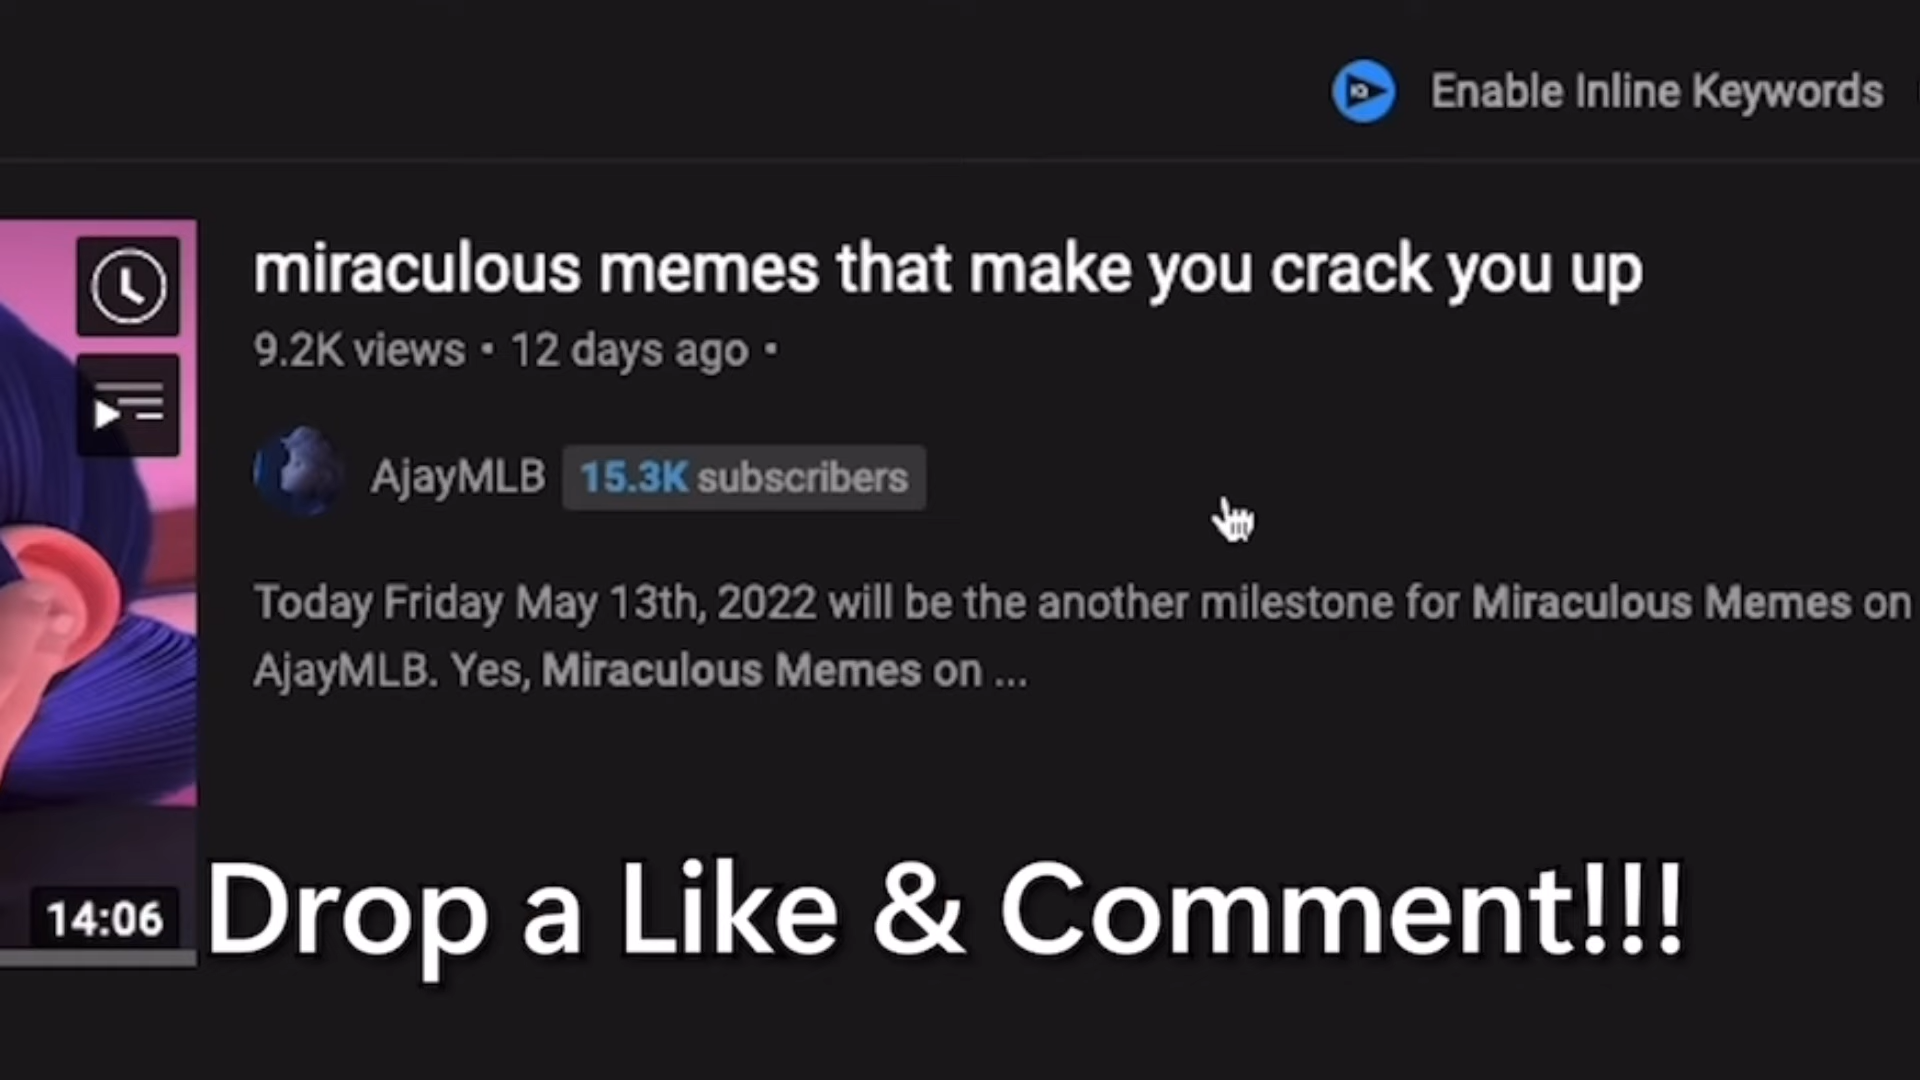 Enable Inline Keywords
miraculous memes that make you crack you up
9.2K views • 12 days ago •
AjayMLB 15.3K subscribers
Today Friday May 13th, 2022 will be the another milestone for Miraculous Memes on
AjayMLB. Yes, Miraculous Memes on ...
14:06
Drop a Like & Comment!!!